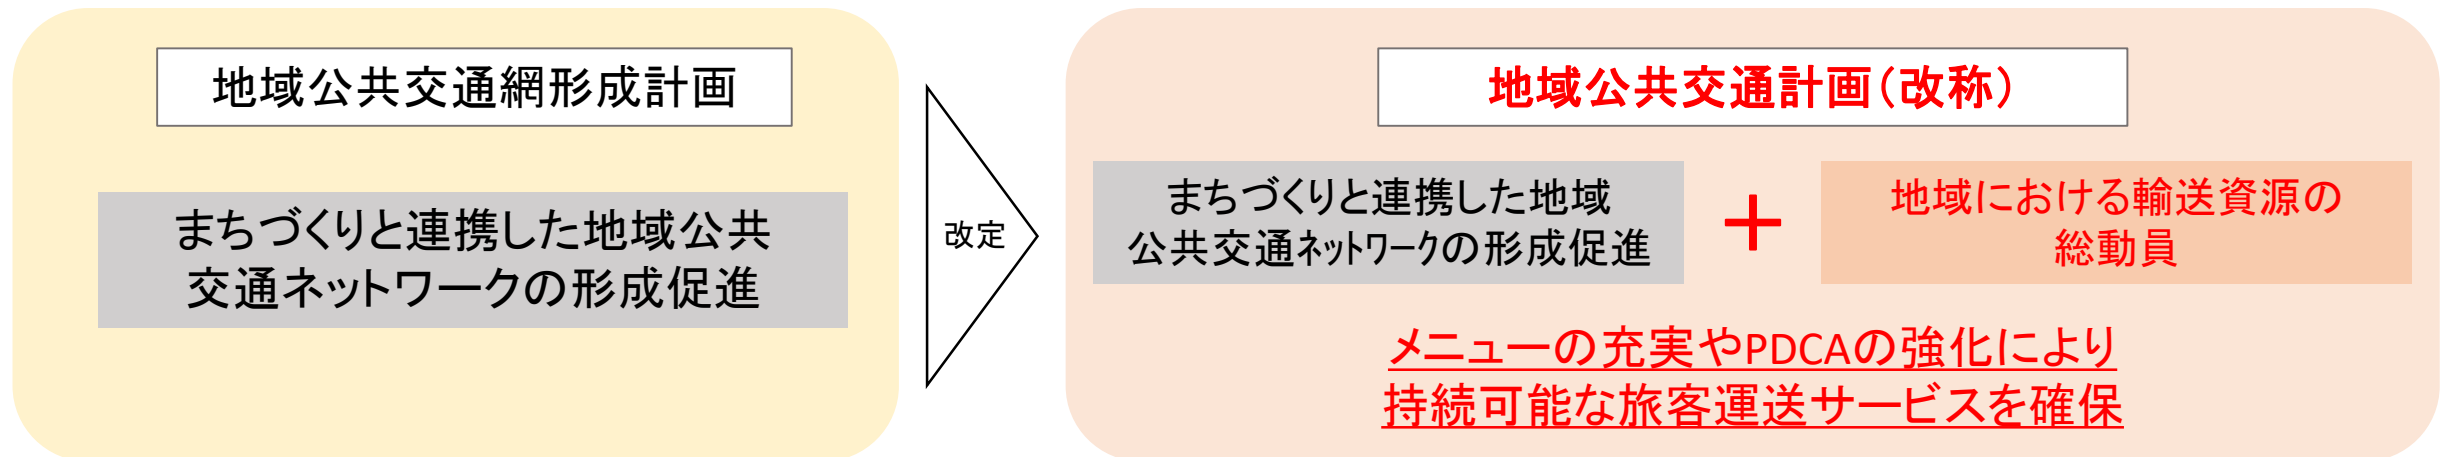 地域公共交通網形成計画
まちづくりと連携した地域公共
交通ネットワークの形成促進
改定
地域公共交通計画（改称）
まちづくりと連携した地域
公共交通ﾈｯﾄﾜｰｸの形成促進
＋
地域における輸送資源の
総動員
メニューの充実やPDCAの強化により
持続可能な旅客運送サービスを確保